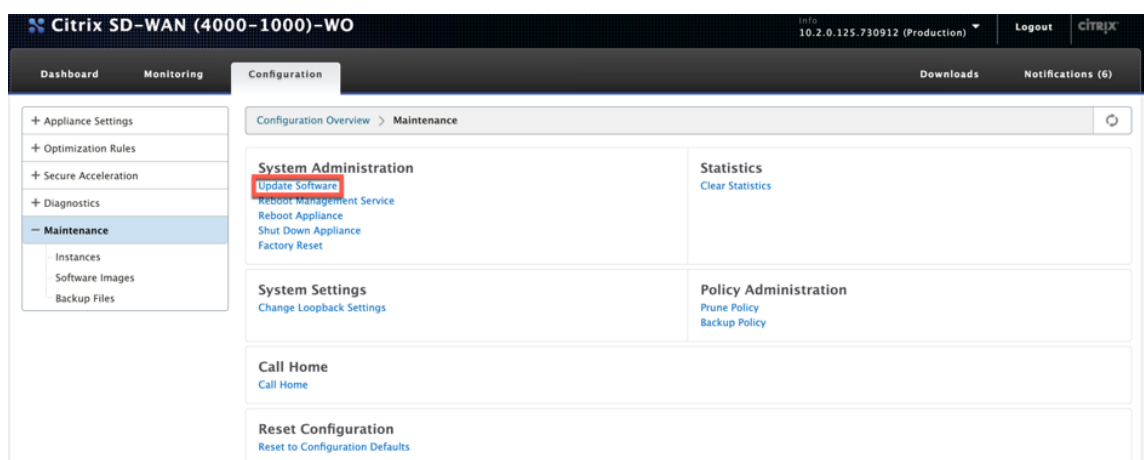 Citrix SD-WAN (4000-1000)-WO
Info
10.2.0.125.730912 (Production)
Logout
CITRIX
Dashboard
Monitoring
Configuration
Downloads
Notifications (6)
+ Appliance Settings
+ Optimization Rules
+ Secure Acceleration
+ Diagnostics
− Maintenance
Instances
Software Images
Backup Files
Configuration Overview > Maintenance
System Administration
Update Software
Reboot Management Service
Reboot Appliance
Shut Down Appliance
Factory Reset
Statistics
Clear Statistics
System Settings
Change Loopback Settings
Policy Administration
Prune Policy
Backup Policy
Call Home
Call Home
Reset Configuration
Reset to Configuration Defaults